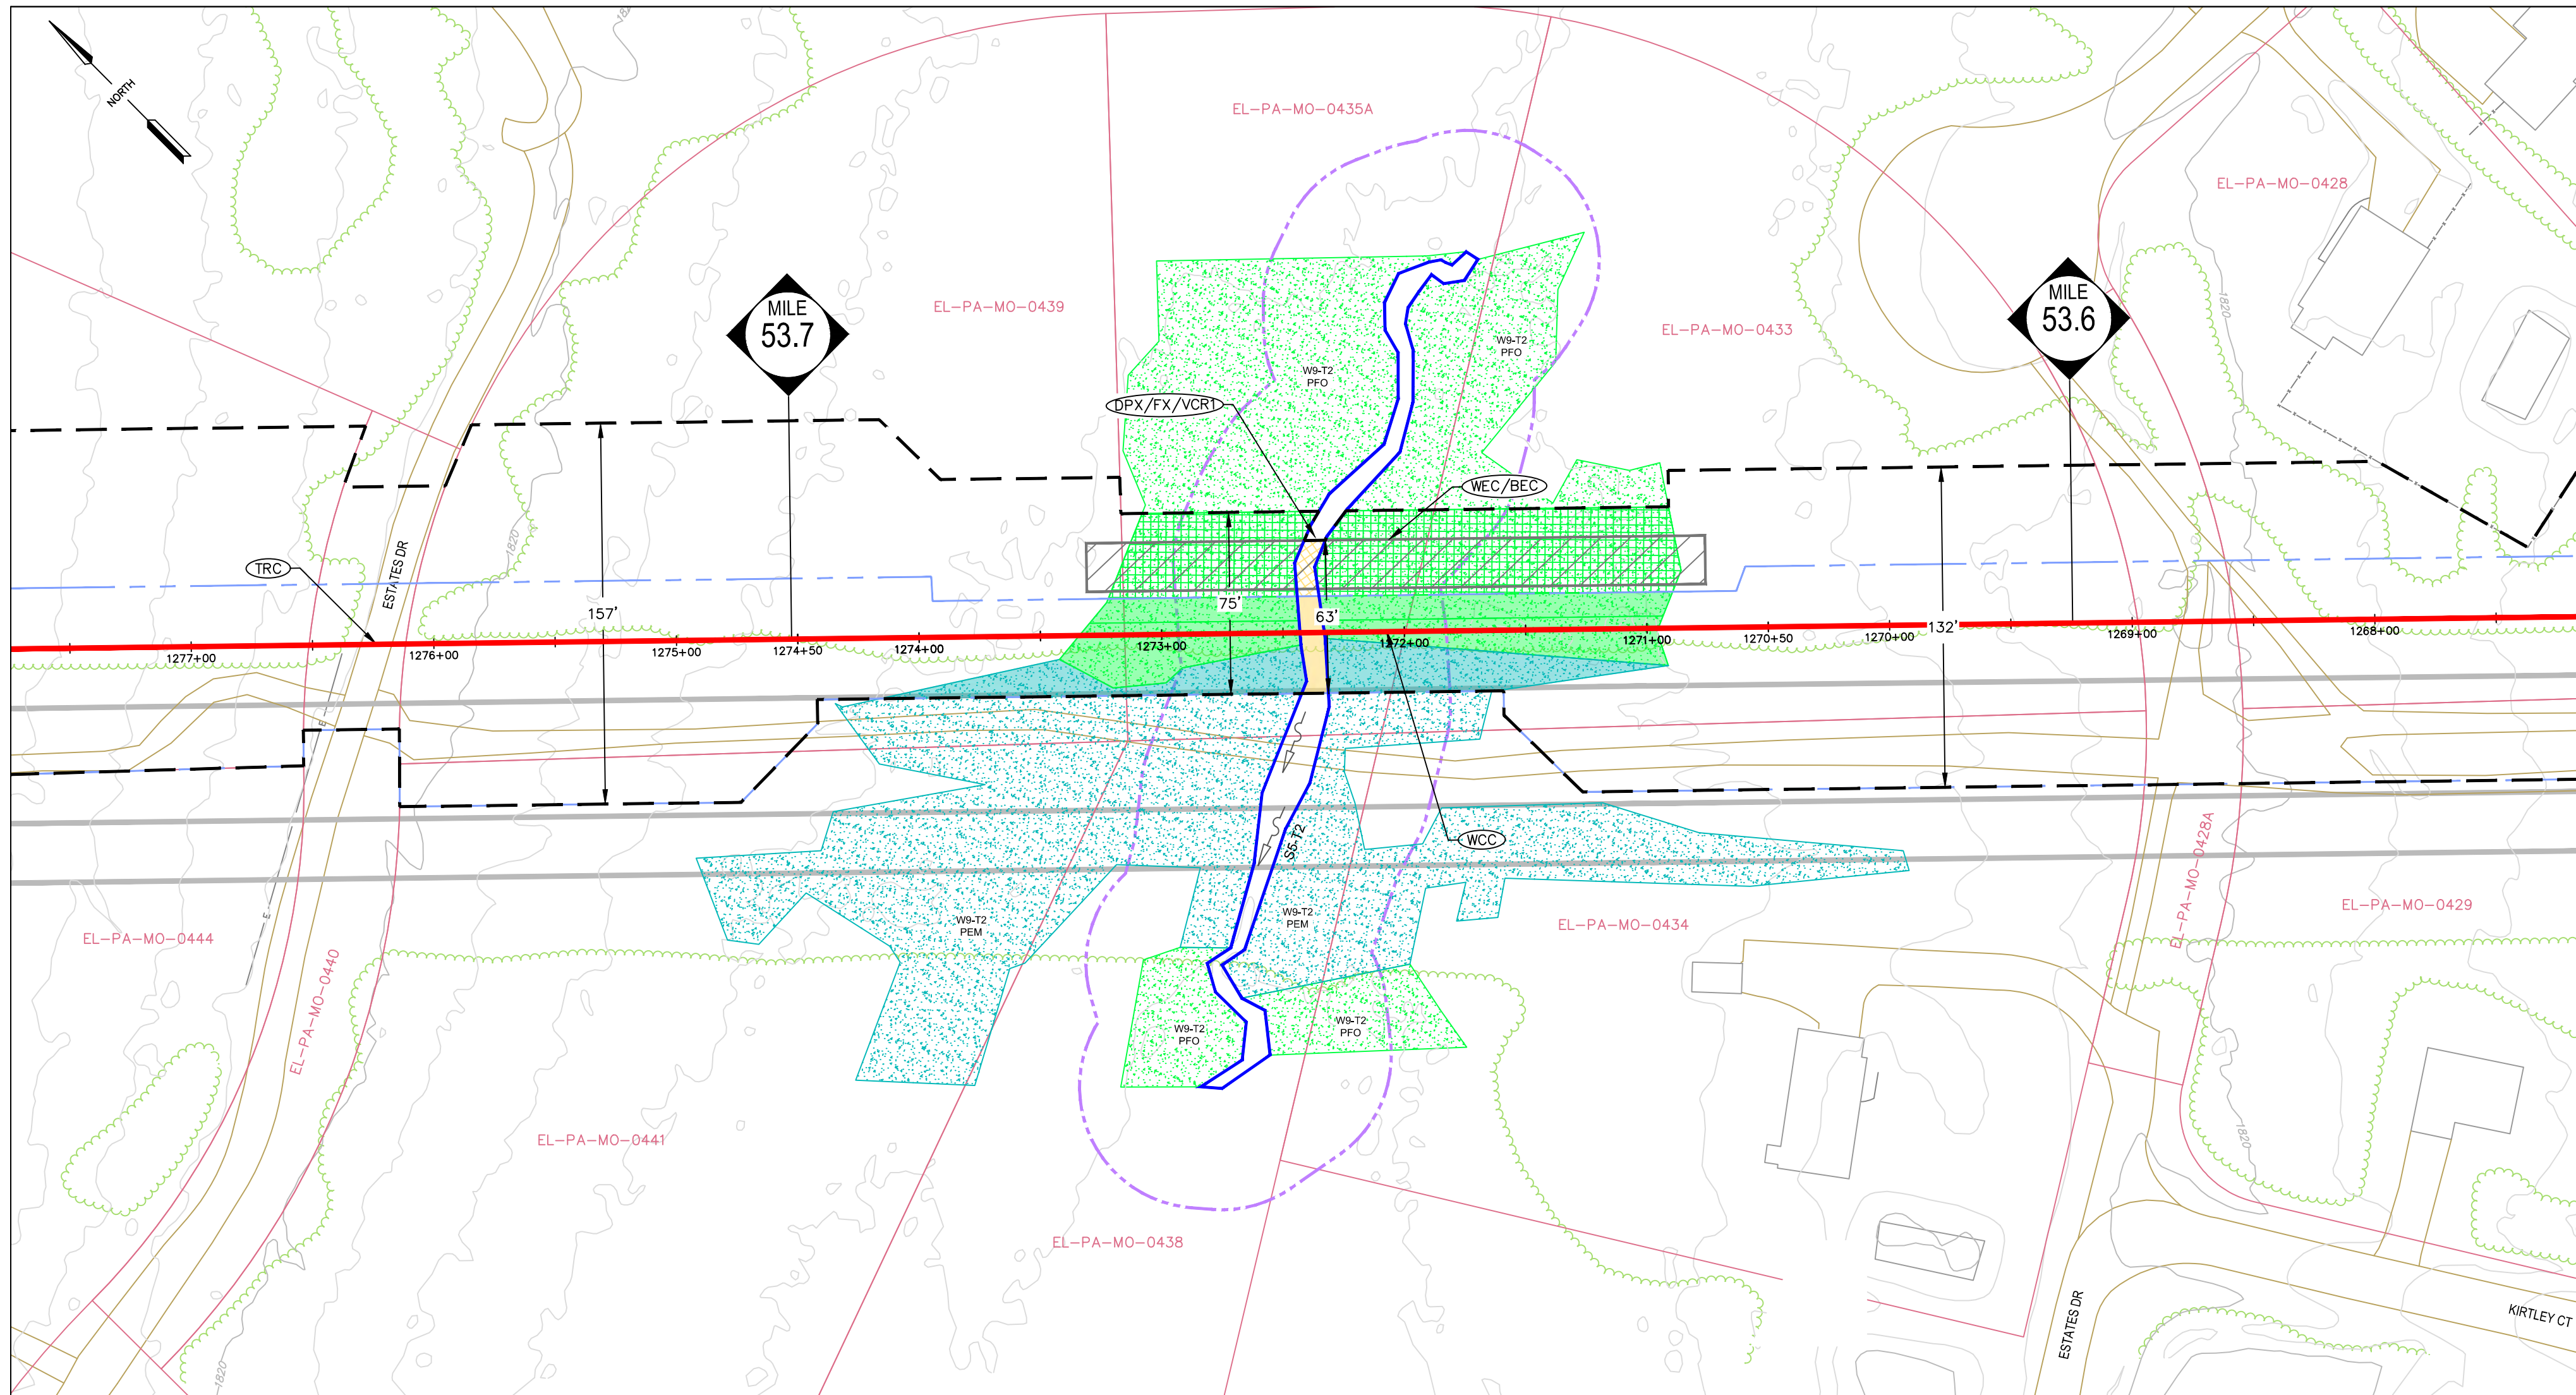 1820
NORTH
EL-PA-MO-0435A
EL-PA-MO-0428
EL-PA-MO-0439
MILE
53.7
EL-PA-MO-0433
MILE
53.6
1820
W9-T2
PFO
W9-T2
PFO
DPX/FX/VCR1
WEC/BEC
TRC
ESTATES DR
1820
157'
75'
63'
132'
1277+00
1276+00
1275+00
1274+50
1274+00
1273+00
1272+00
1271+00
1270+50
1270+00
1269+00
1268+00
E
S5-T2
WCC
E
EL-PA-MO-0444
EL-PA-MO-0440
W9-T2
PEM
W9-T2
PEM
EL-PA-MO-0434
EL-PA-MO-0428A
EL-PA-MO-0429
W9-T2
PFO
W9-T2
PFO
EL-PA-MO-0441
1820
EL-PA-MO-0438
ESTATES DR
KIRTLEY CT
1820